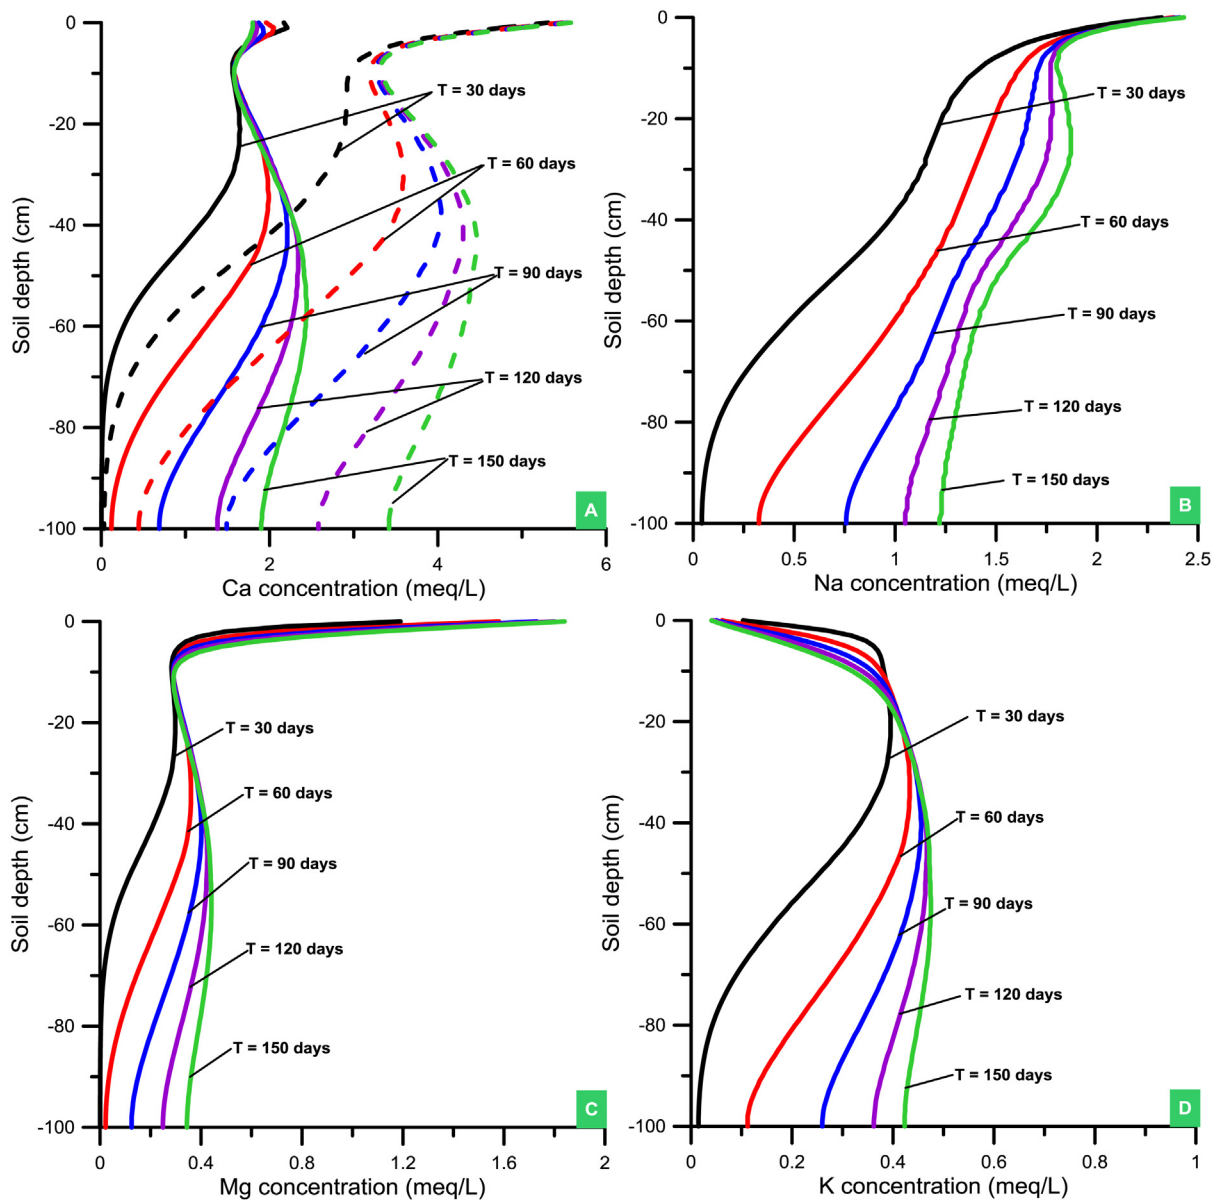 0
-20
-40
-60
-80
-100
Soil depth (cm)
T = 30 days
T = 60 days
T = 90 days
T = 120 days
T = 150 days
A
0
2
4
6
Ca concentration (meq/L)
0
-20
-40
-60
-80
-100
Soil depth (cm)
T = 30 days
T = 60 days
T = 90 days
T = 120 days
T = 150 days
B
0
0.5
1
1.5
2
2.5
Na concentration (meq/L)
0
-20
-40
-60
-80
-100
Soil depth (cm)
T = 30 days
T = 60 days
T = 90 days
T = 120 days
T = 150 days
C
0
0.4
0.8
1.2
1.6
2
Mg concentration (meq/L)
0
-20
-40
-60
-80
-100
Soil depth (cm)
T = 30 days
T = 60 days
T = 90 days
T = 120 days
T = 150 days
D
0
0.2
0.4
0.6
0.8
1
K concentration (meq/L)